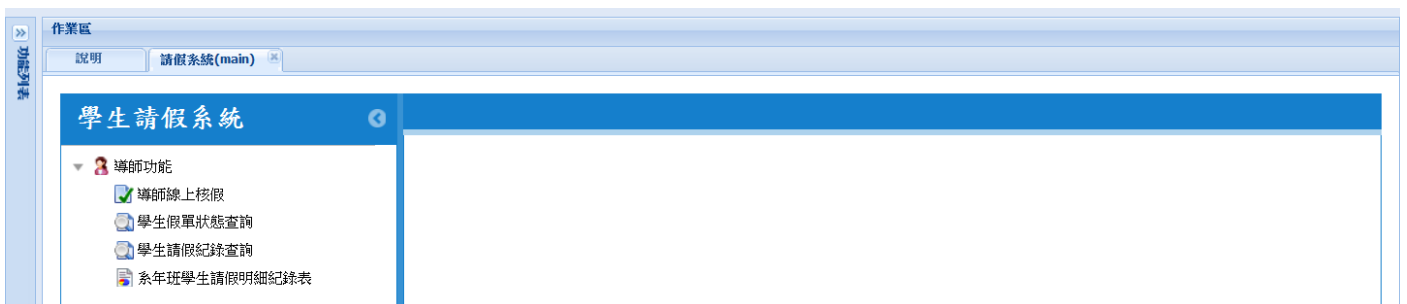 作業區
功能列表
說明
請假系統(main)
學生請假系統
導師功能
導師線上核假
學生假單狀態查詢
學生請假紀錄查詢
系年班學生請假明細紀錄表